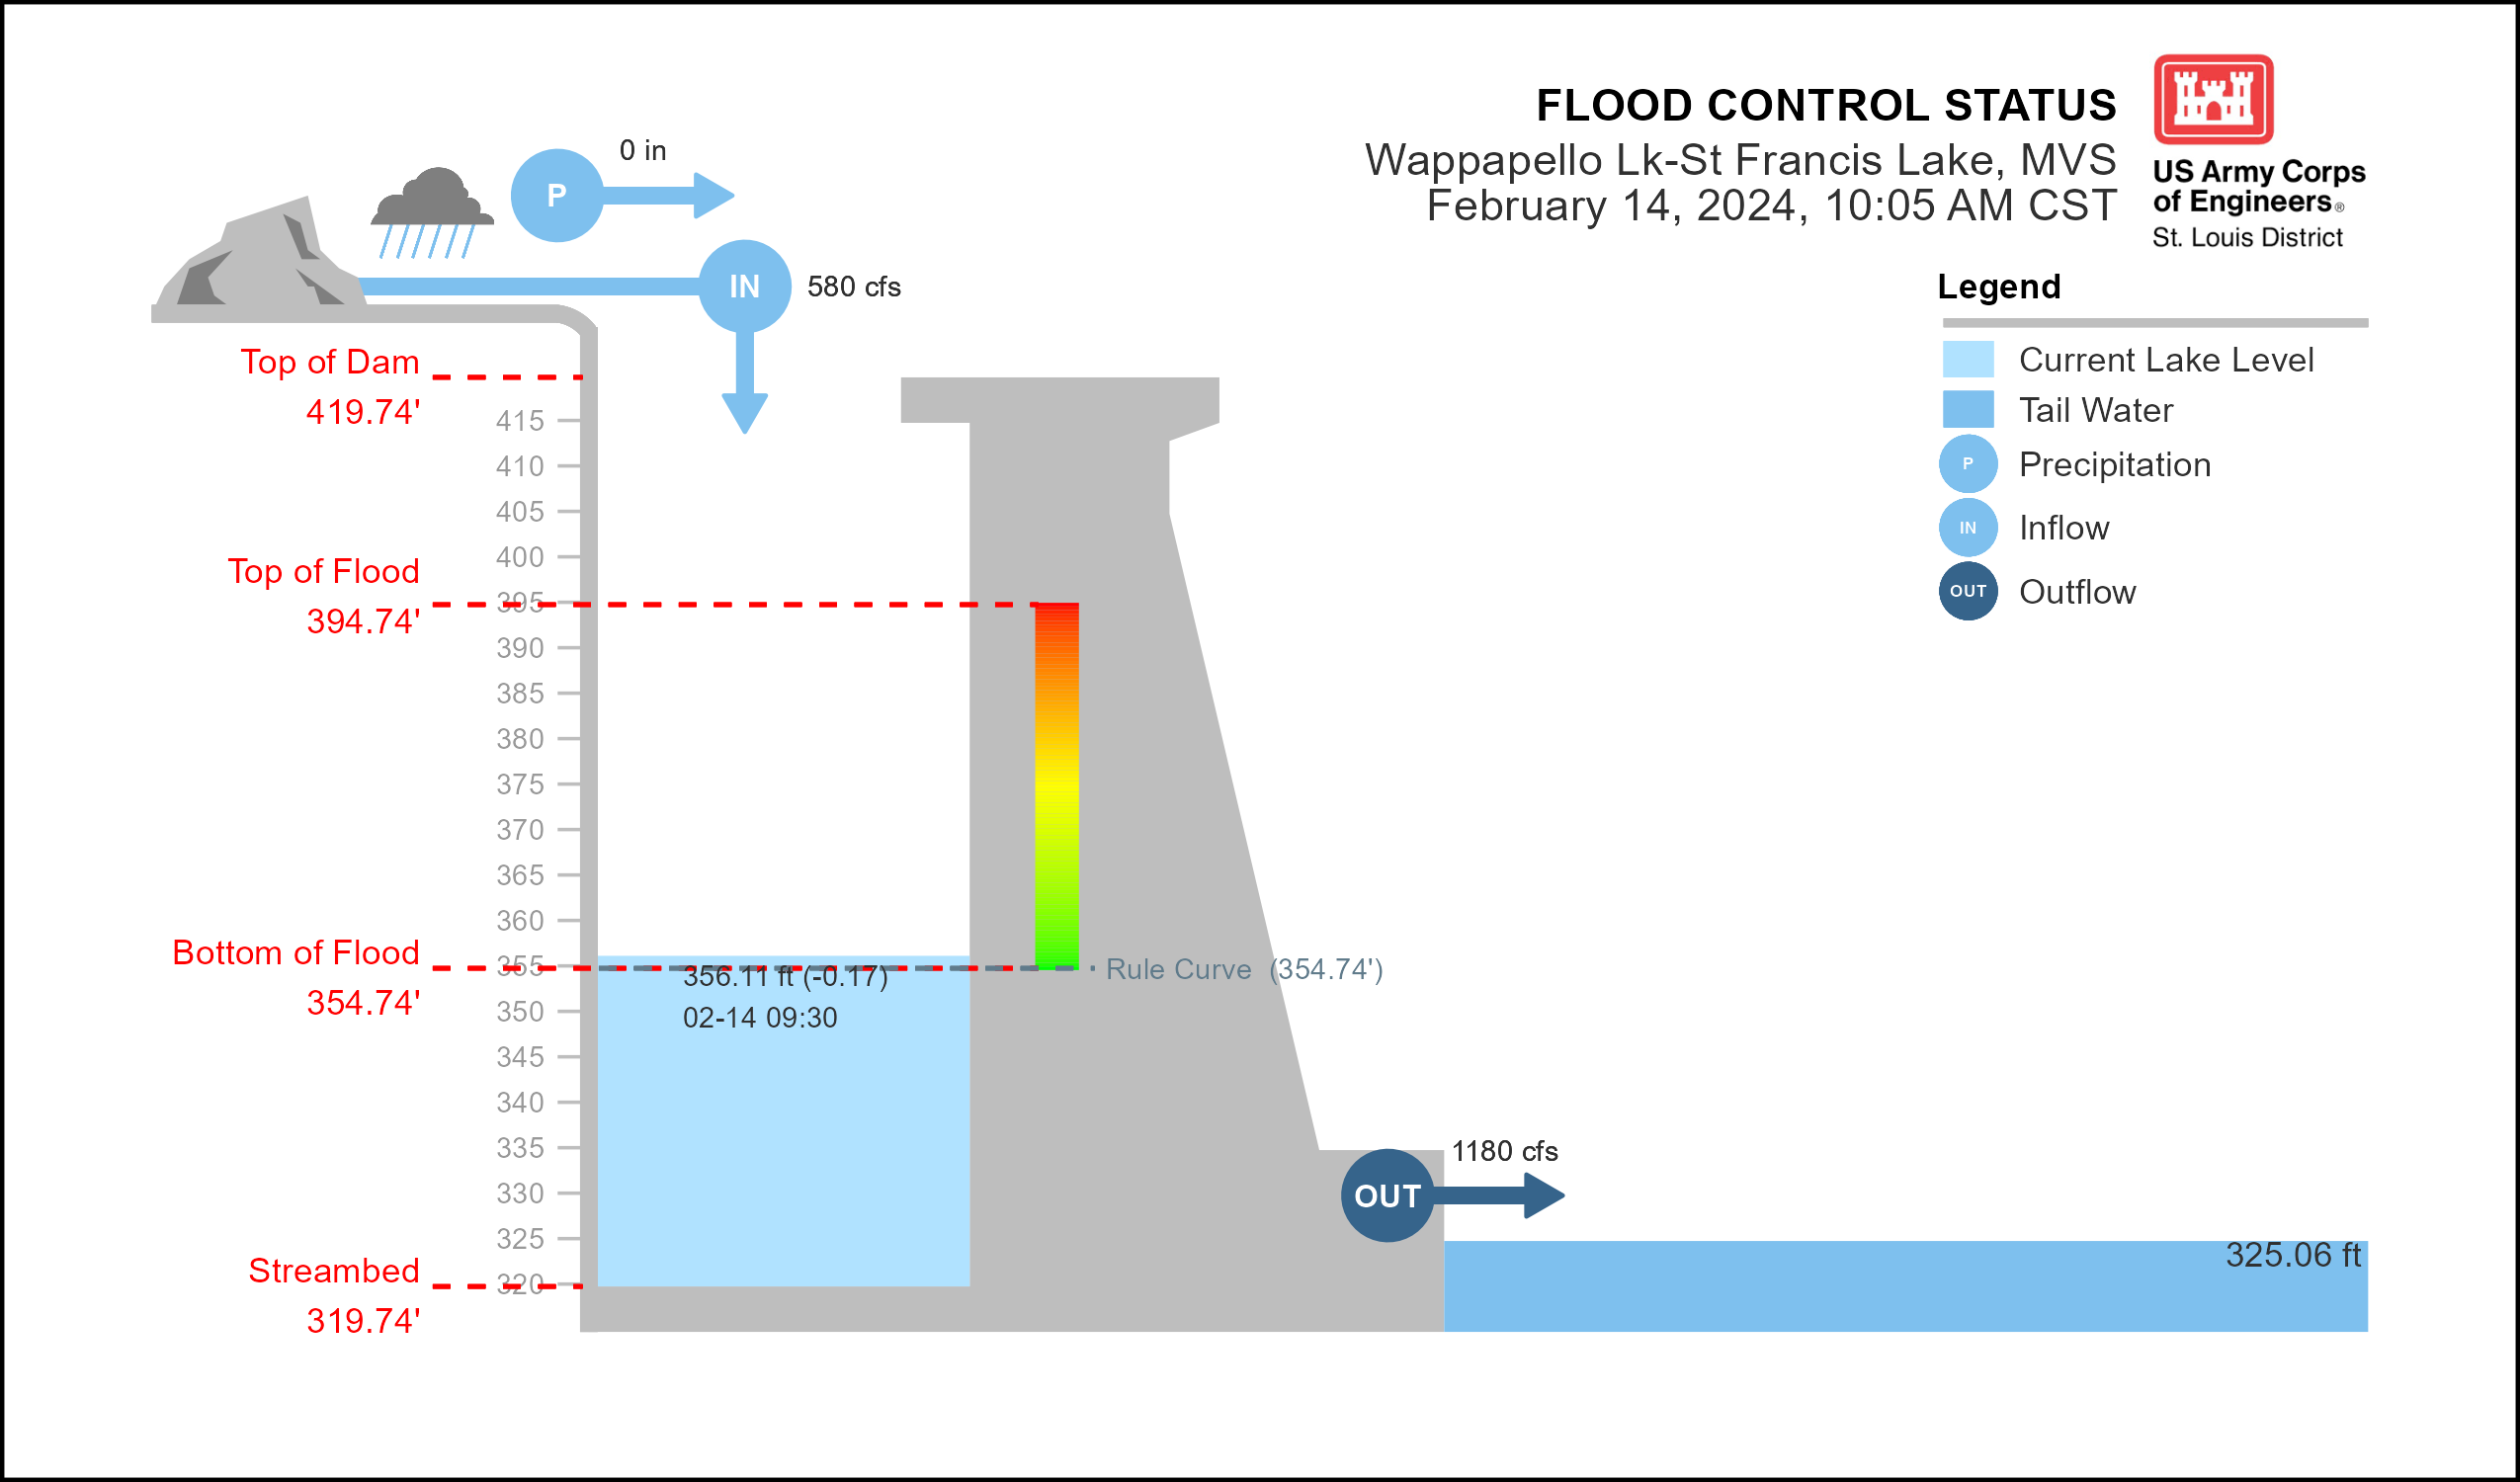 FLOOD CONTROL STATUS
Wappapello Lk-St Francis Lake, MVS
February 14, 2024, 10:05 AM CST
US Army Corps
of Engineers®
St. Louis District
0 in
P
IN
580 cfs
Legend
Current Lake Level
Tail Water
P
Precipitation
IN
Inflow
OUT
Outflow
Top of Dam
419.74'
415
410
405
400
Top of Flood
394.74'
395
390
385
380
375
370
365
360
Bottom of Flood
354.74'
355
356.11 ft (-0.17)
02-14 09:30
Rule Curve (354.74')
350
345
340
335
330
325
Streambed
319.74'
320
1180 cfs
OUT
325.06 ft